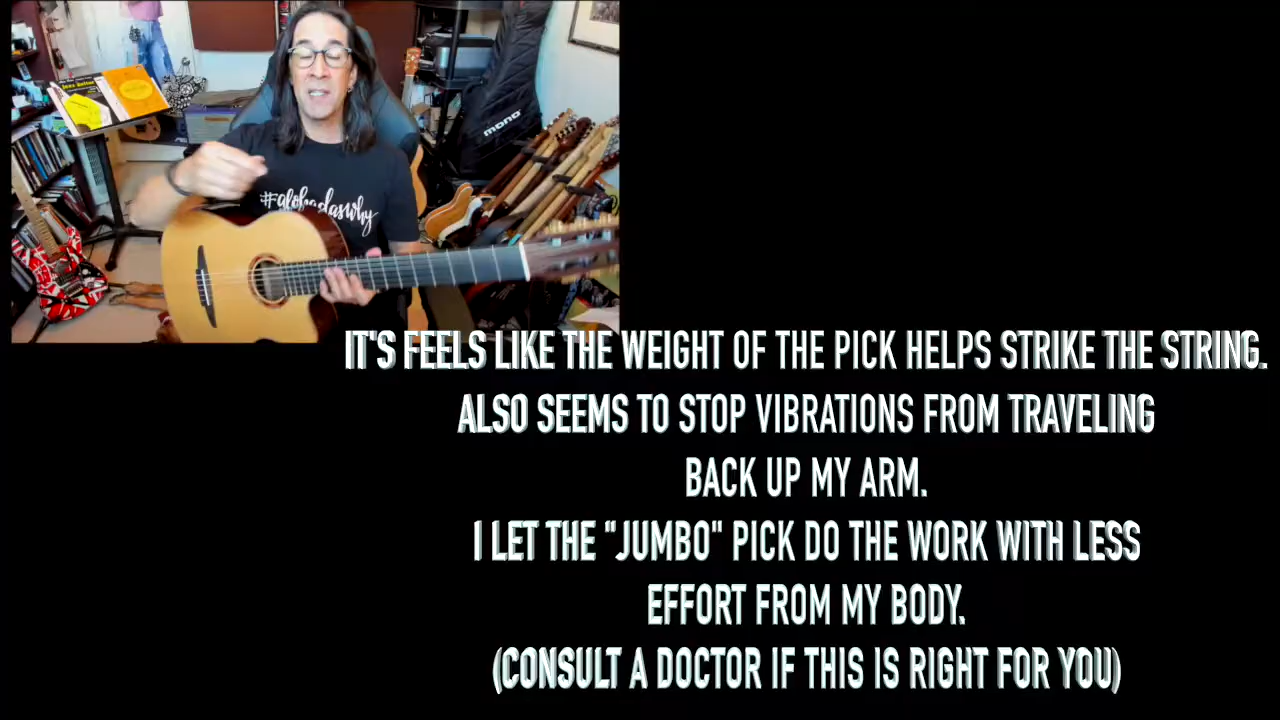 mono
#alohadaswhy
IT'S FEELS LIKE THE WEIGHT OF THE PICK HELPS STRIKE THE STRING.
ALSO SEEMS TO STOP VIBRATIONS FROM TRAVELING
BACK UP MY ARM.
I LET THE "JUMBO" PICK DO THE WORK WITH LESS
EFFORT FROM MY BODY.
(CONSULT A DOCTOR IF THIS IS RIGHT FOR YOU)